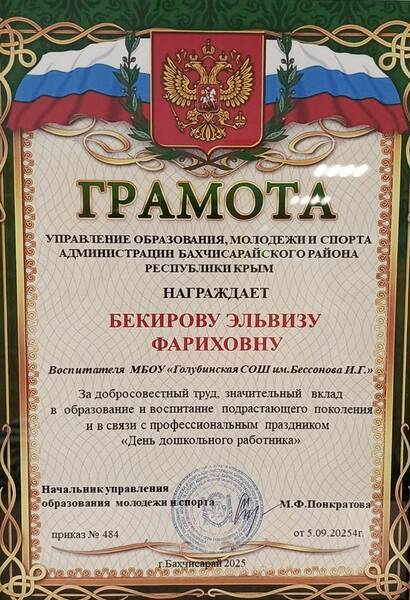 ГРАМОТА
УПРАВЛЕНИЕ ОБРАЗОВАНИЯ, МОЛОДЕЖИ И СПОРТА
АДМИНИСТРАЦИИ БАХЧИСАРАЙСКОГО РАЙОНА
РЕСПУБЛИКИ КРЫМ
НАГРАЖДАЕТ
БЕКИРОВУ ЭЛЬВИЗУ
ФАРИХОВНУ
Воспитателя МБОУ «Голубинская СОШ им.Бессонова И.Г.»
За добросовестный труд, значительный вклад
в образование и воспитание подрастающего поколения
и в связи с профессиональным праздником
«День дошкольного работника»
Начальник управления
образования молодежи и спорта М.Ф.Понкратова
приказ № 484 от 5.09.20254г.
г.Бахчисарай 2025